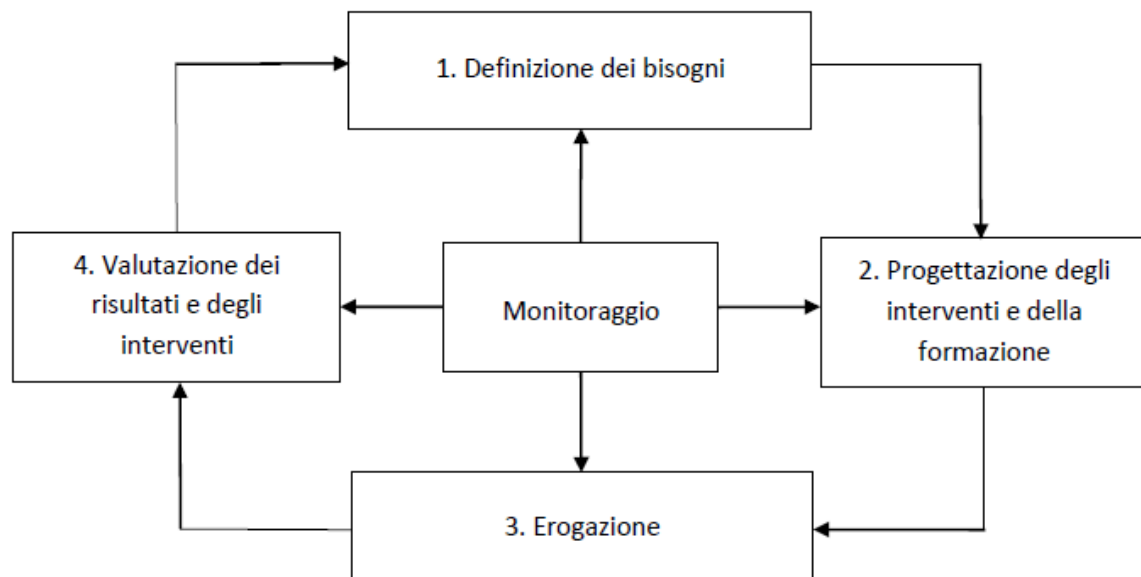 1. Definizione dei bisogni
4. Valutazione dei
risultati e degli
interventi
Monitoraggio
2. Progettazione degli
interventi e della
formazione
3. Erogazione